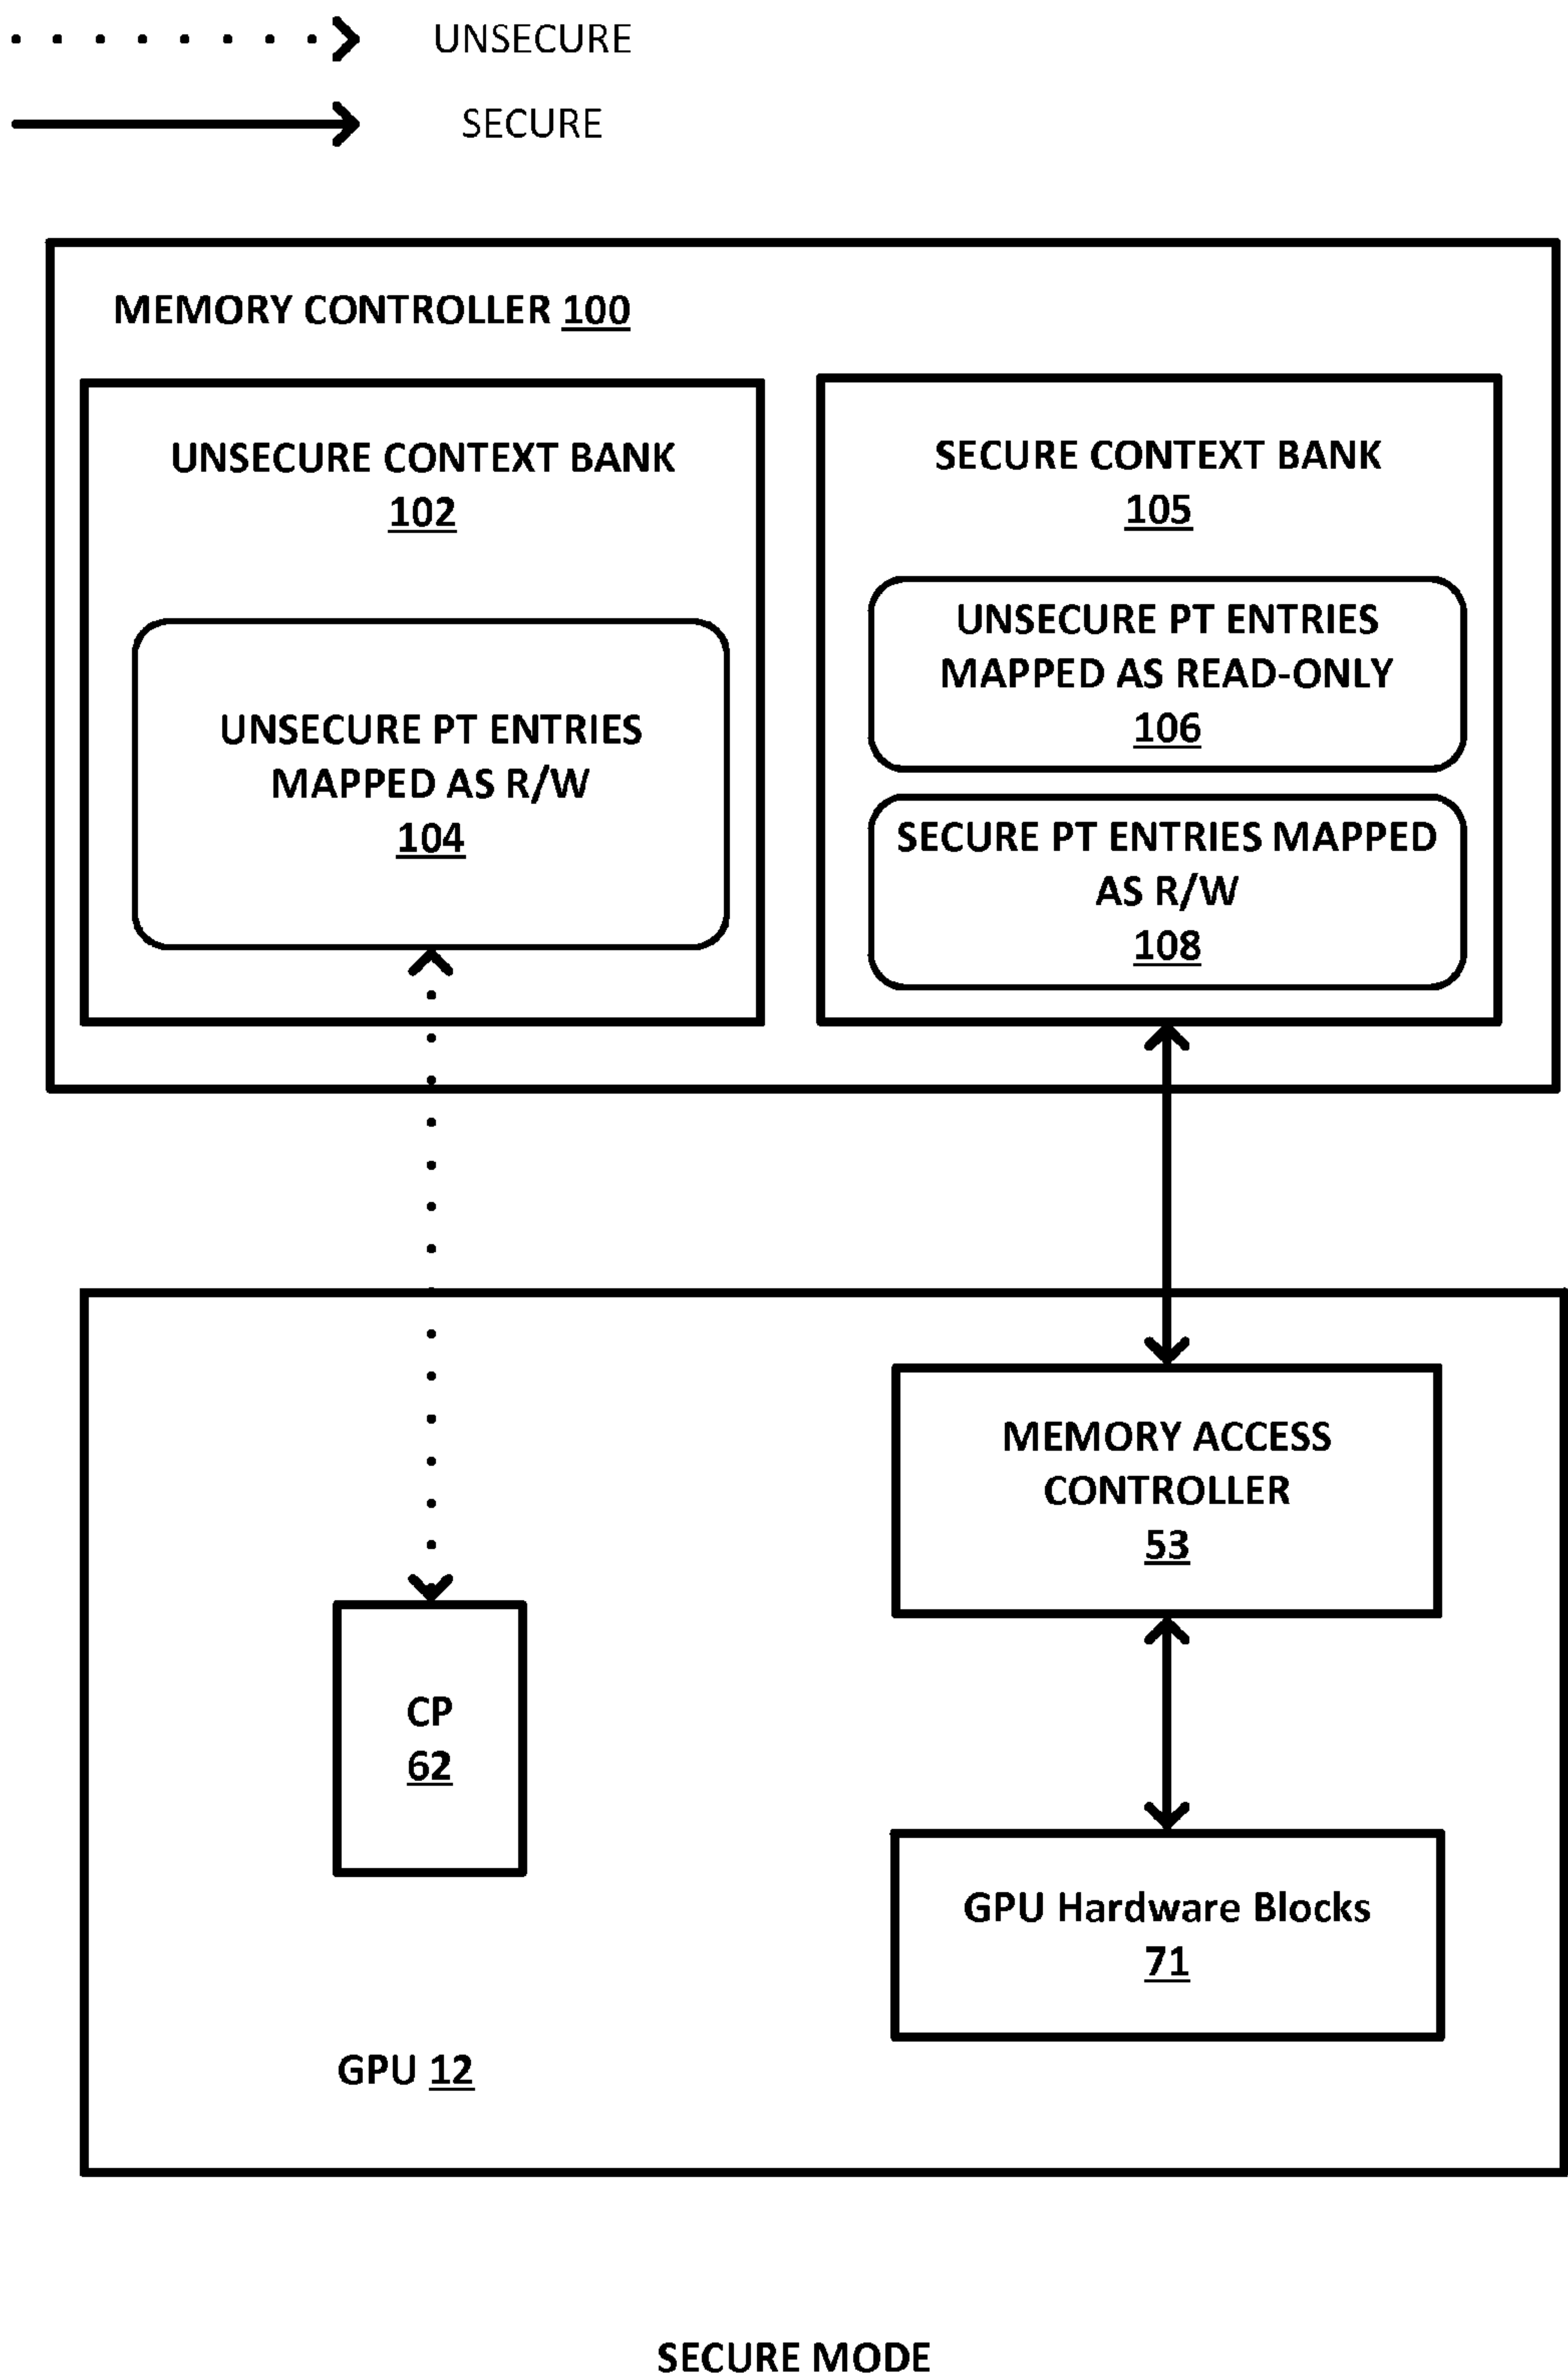 UNSECURE
SECURE
MEMORY CONTROLLER 100
UNSECURE CONTEXT BANK
102
UNSECURE PT ENTRIES
MAPPED AS R/W
104
SECURE CONTEXT BANK
105
UNSECURE PT ENTRIES
MAPPED AS READ-ONLY
106
SECURE PT ENTRIES MAPPED
AS R/W
108
MEMORY ACCESS
CONTROLLER
53
CP
62
GPU Hardware Blocks
71
GPU 12
SECURE MODE